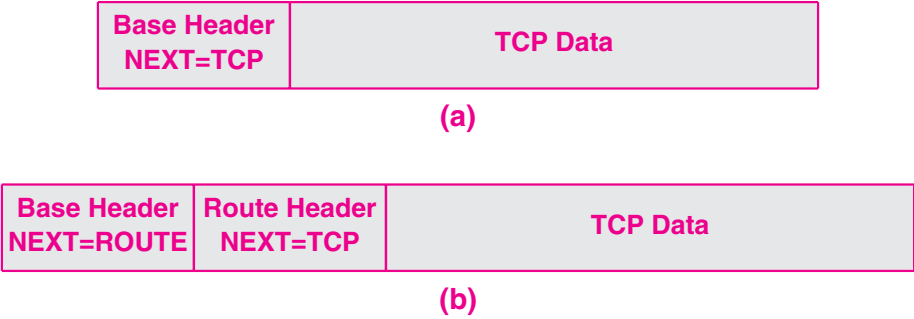 Base Header
NEXT=TCP
TCP Data
(a)
Base Header
NEXT=ROUTE
Route Header
NEXT=TCP
TCP Data
(b)